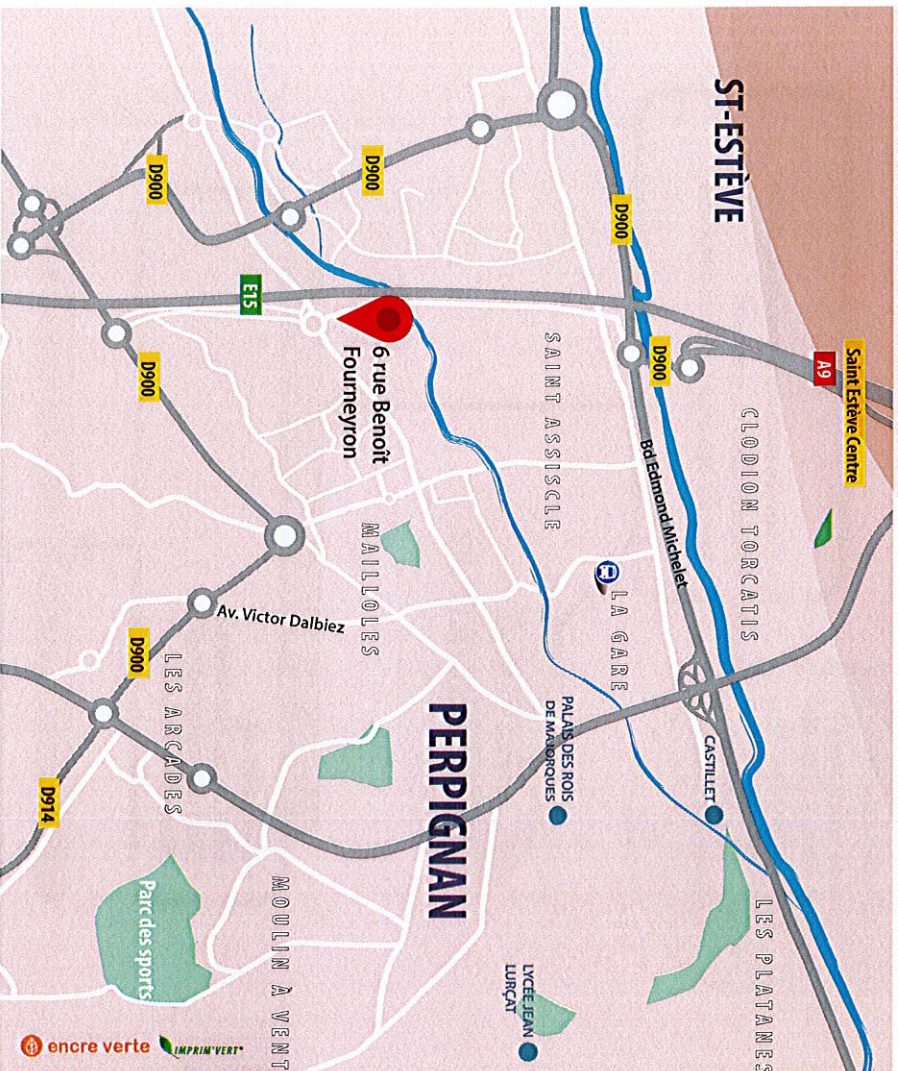 ST-ESTÈVE
Saint Estève Centre
A9
CLODION TORCATIS
D900
D900
Bd Edmond Michelet
LES PLATANES
CASTILLET
SAINT ASSISCLE
LA GARE
PALAIS DES ROIS
DE MAJORQUES
LYCÉE JEAN
LURÇAT
D900
6 rue Benoît
Fourneyron
PERPIGNAN
MAILLOLES
E15
D900
D900
Av. Victor Dalbiez
MOULIN À VENT
LES ARCADES
D900
Parc des sports
D914
encre verte
IMPRIM'VERT®